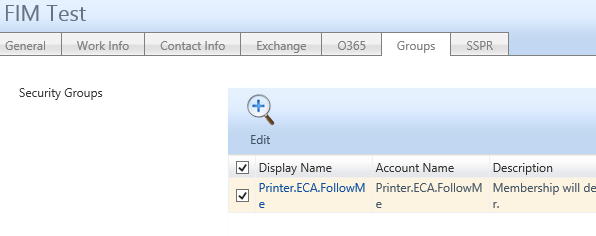 FIM Test
General Work Info Contact Info Exchange O365 Groups SSPR
Security Groups
Edit
Display Name Account Name Description
Printer.ECA.FollowM Printer.ECA.FollowM Membership will de
e e r.